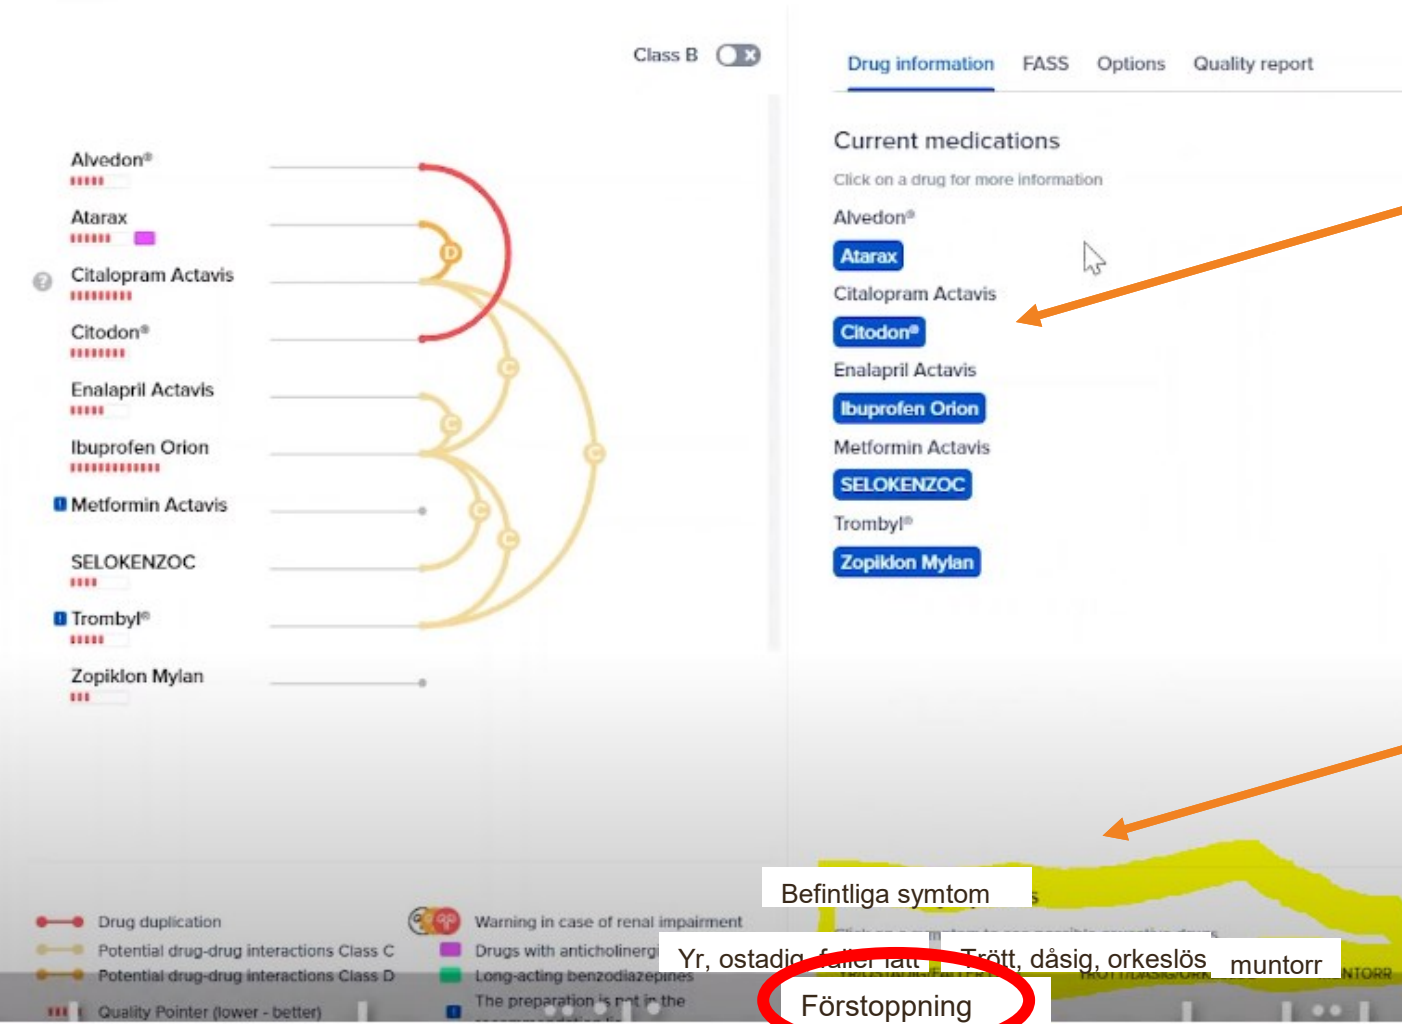 Class B
Drug information FASS Options Quality report
Current medications
Click on a drug for more information
Alvedon®
Atarax
Citalopram Actavis
Citodon®
Enalapril Actavis
Ibuprofen Orion
Metformin Actavis
SELOKENZOC
Trombyl®
Zopiklon Mylan
D
C
C
C
C
C
Alvedon®
Atarax
Citalopram Actavis
Citodon®
Enalapril Actavis
Ibuprofen Orion
Metformin Actavis
SELOKENZOC
Trombyl®
Zopiklon Mylan
Drug duplication
Potential drug-drug interactions Class C
Potential drug-drug interactions Class D
Quality Pointer (lower - better)
Warning in case of renal impairment
Drugs with
Long-acting benzodiazepines
The preparation is not in the
Befintliga symtom
Yr, ostadig, faller lätt
Trött, dåsig, orkeslös
muntorr
Förstoppning